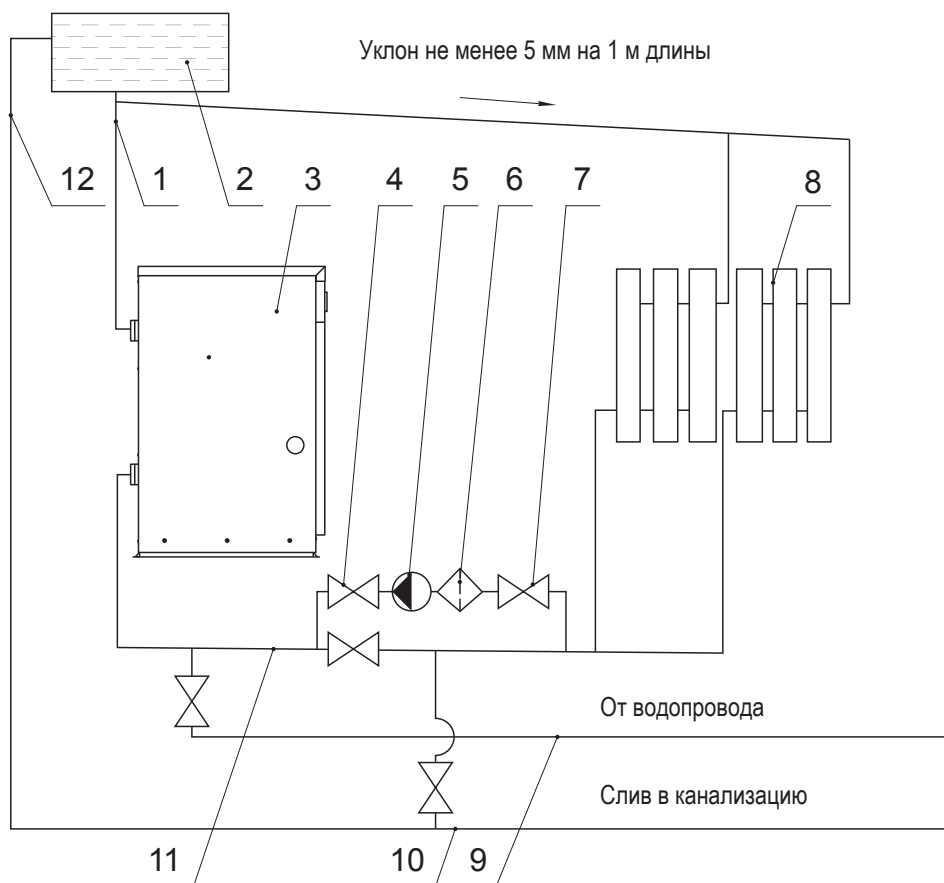 Уклон не менее 5 мм на 1 м длины
12 1 2 3 4 5 6 7 8
От водопровода
Слив в канализацию
11 10 9